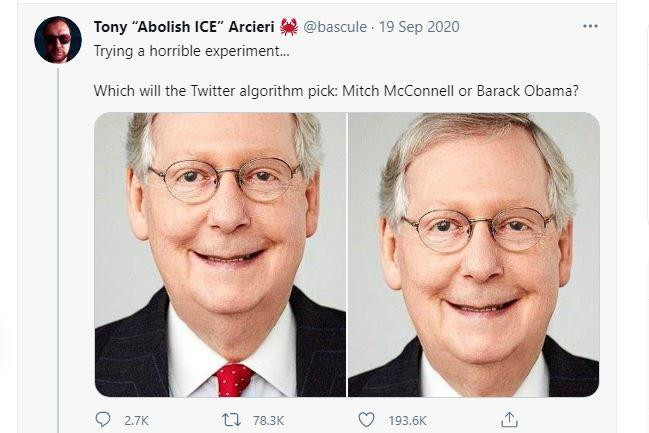 Tony “Abolish ICE” Arcieri 🦀 @bascule · 19 Sep 2020
Trying a horrible experiment...
Which will the Twitter algorithm pick: Mitch McConnell or Barack Obama?
2.7K 78.3K 193.6K